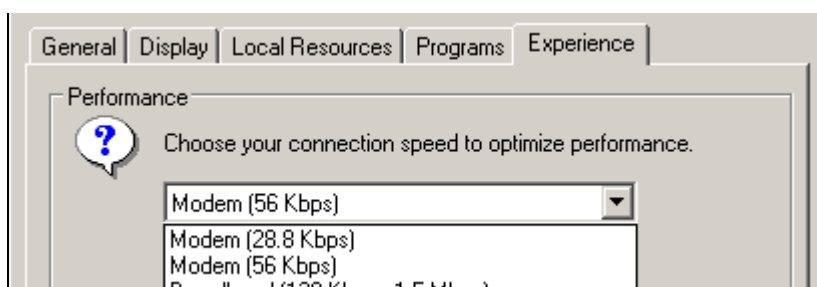 General Display Local Resources Programs Experience
Performance
?
Choose your connection speed to optimize performance.
Modem (56 Kbps)
Modem (28.8 Kbps)
Modem (56 Kbps)